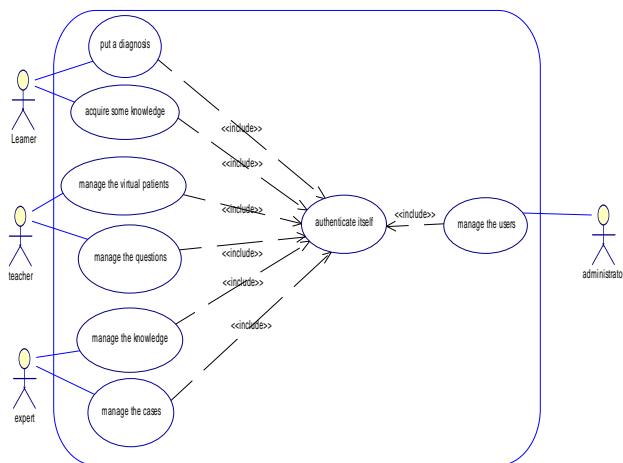 put a diagnosis
acquire some knowledge
Learner
<<include>>
<<include>>
manage the virtual patients
<<include>>
authenticate itself
<<include>>
manage the users
teacher
manage the questions
<<include>>
administrato
<<include>>
<<include>>
manage the knowledge
expert
manage the cases